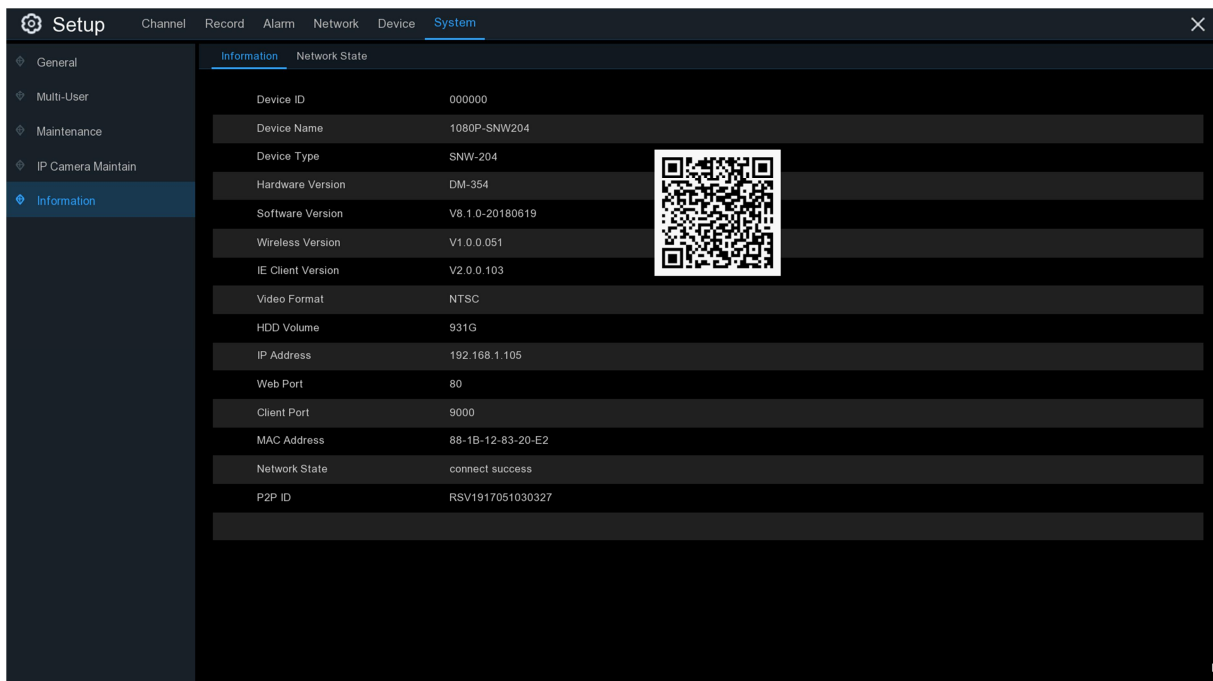 Setup Channel Record Alarm Network Device System
Information Network State
General
Multi-User
Maintenance
IP Camera Maintain
Information
Device ID 000000
Device Name 1080P-SNW204
Device Type SNW-204
Hardware Version DM-354
Software Version V8.1.0-20180619
Wireless Version V1.0.0.051
IE Client Version V2.0.0.103
Video Format NTSC
HDD Volume 931G
IP Address 192.168.1.105
Web Port 80
Client Port 9000
MAC Address 88-1B-12-83-20-E2
Network State connect success
P2P ID RSV1917051030327